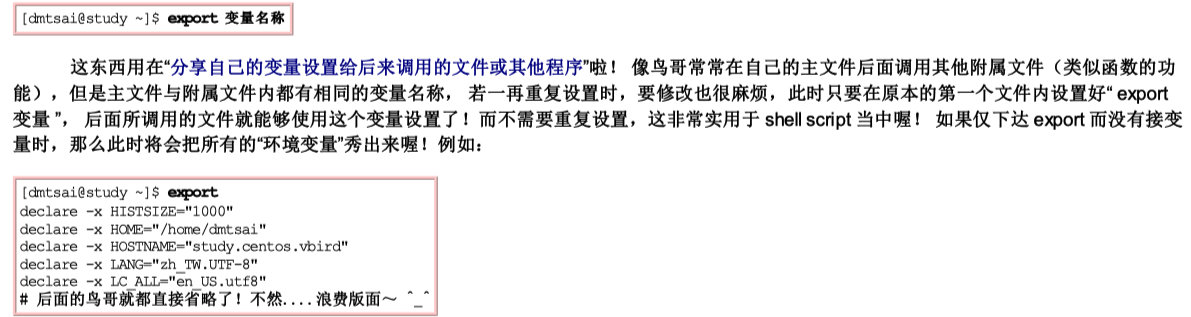 [dmtsai@study ~]$ export 变量名称
这东西用在“分享自己的变量设置给后来调用的文件或其他程序”啦！ 像鸟哥常常在自己的主文件后面调用其他附属文件（类似函数的功
能），但是主文件与附属文件内都有相同的变量名称， 若一再重复设置时，要修改也很麻烦，此时只要在原本的第一个文件内设置好“ export
变量 ”， 后面所调用的文件就能够使用这个变量设置了！而不需要重复设置，这非常实用于 shell script 当中喔！ 如果仅下达 export 而没有接变
量时，那么此时将会把所有的“环境变量”秀出来喔！例如：
[dmtsai@study ~]$ export
declare -x HISTSIZE="1000"
declare -x HOME="/home/dmtsai"
declare -x HOSTNAME="study.centos.vbird"
declare -x LANG="zh_TW.UTF-8"
declare -x LC_ALL="en_US.utf8"
# 后面的鸟哥就都直接省略了！不然....浪费版面～ ^_^